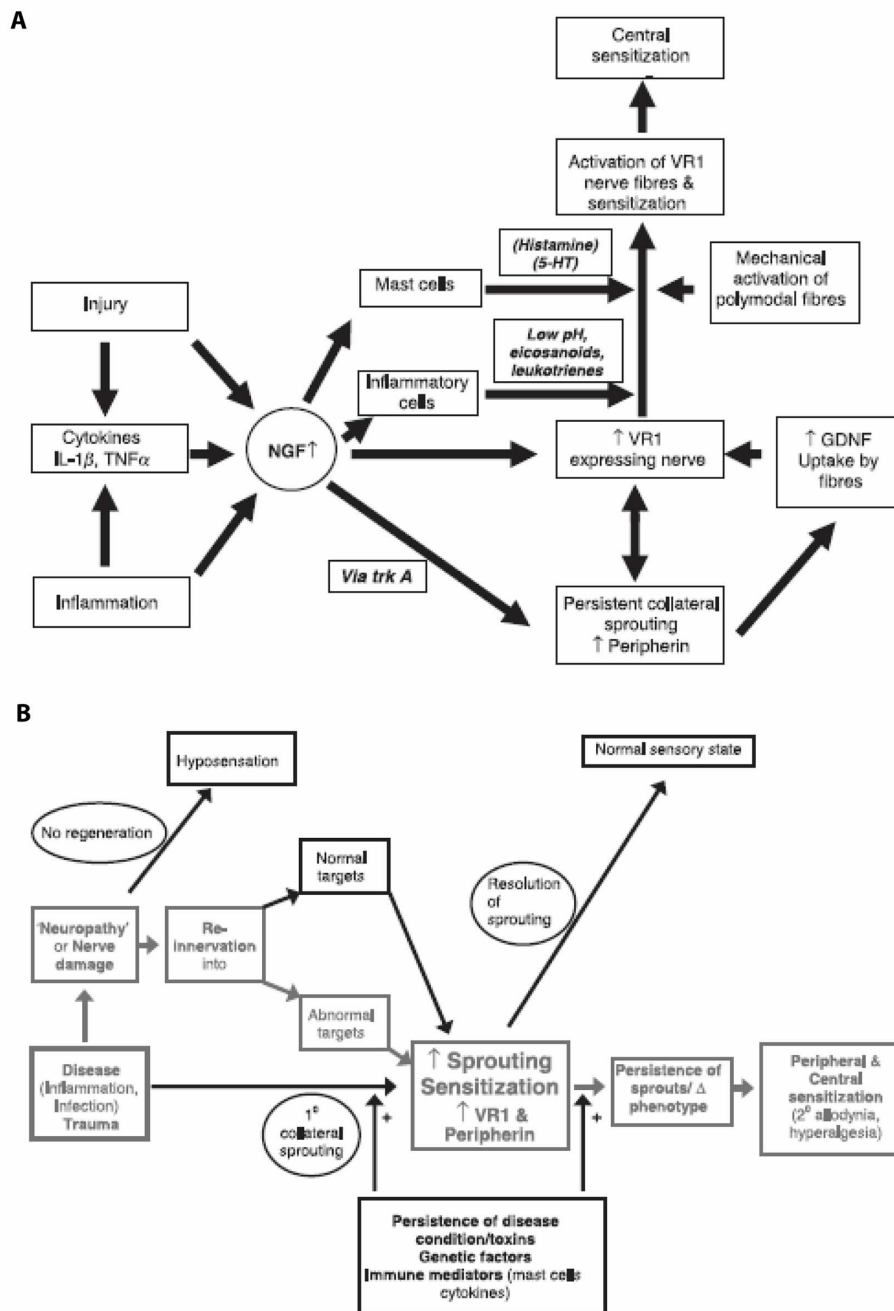 A
Central
sensitization
Activation of VR1
nerve fibres &
sensitization
(Histamine)
(5-HT)
Mechanical
activation of
polymodal fibres
Mast cells
Injury
Low pH,
eicosanoids,
leukotrienes
Inflammatory
cells
Cytokines
IL-1β, TNFα
NGF↑
↑ VR1
expressing nerve
↑ GDNF
Uptake by
fibres
Via trk A
Inflammation
Persistent collateral
sprouting
↑ Peripherin
B
Hyposensation
Normal sensory state
No regeneration
Normal
targets
Resolution
of
sprouting
'Neuropathy'
or Nerve
damage
Re-
innervation
into
Abnormal
targets
Disease
(Inflammation,
Infection)
Trauma
↑ Sprouting
Sensitization
↑ VR1 &
Peripherin
Persistence of
sprouts/ Δ
phenotype
Peripheral &
Central
sensitization
(2⁰ allodynia,
hyperalgesia)
1⁰
collateral
sprouting
+
+
Persistence of disease
condition/toxins
Genetic factors
Immune mediators (mast cells
cytokines)